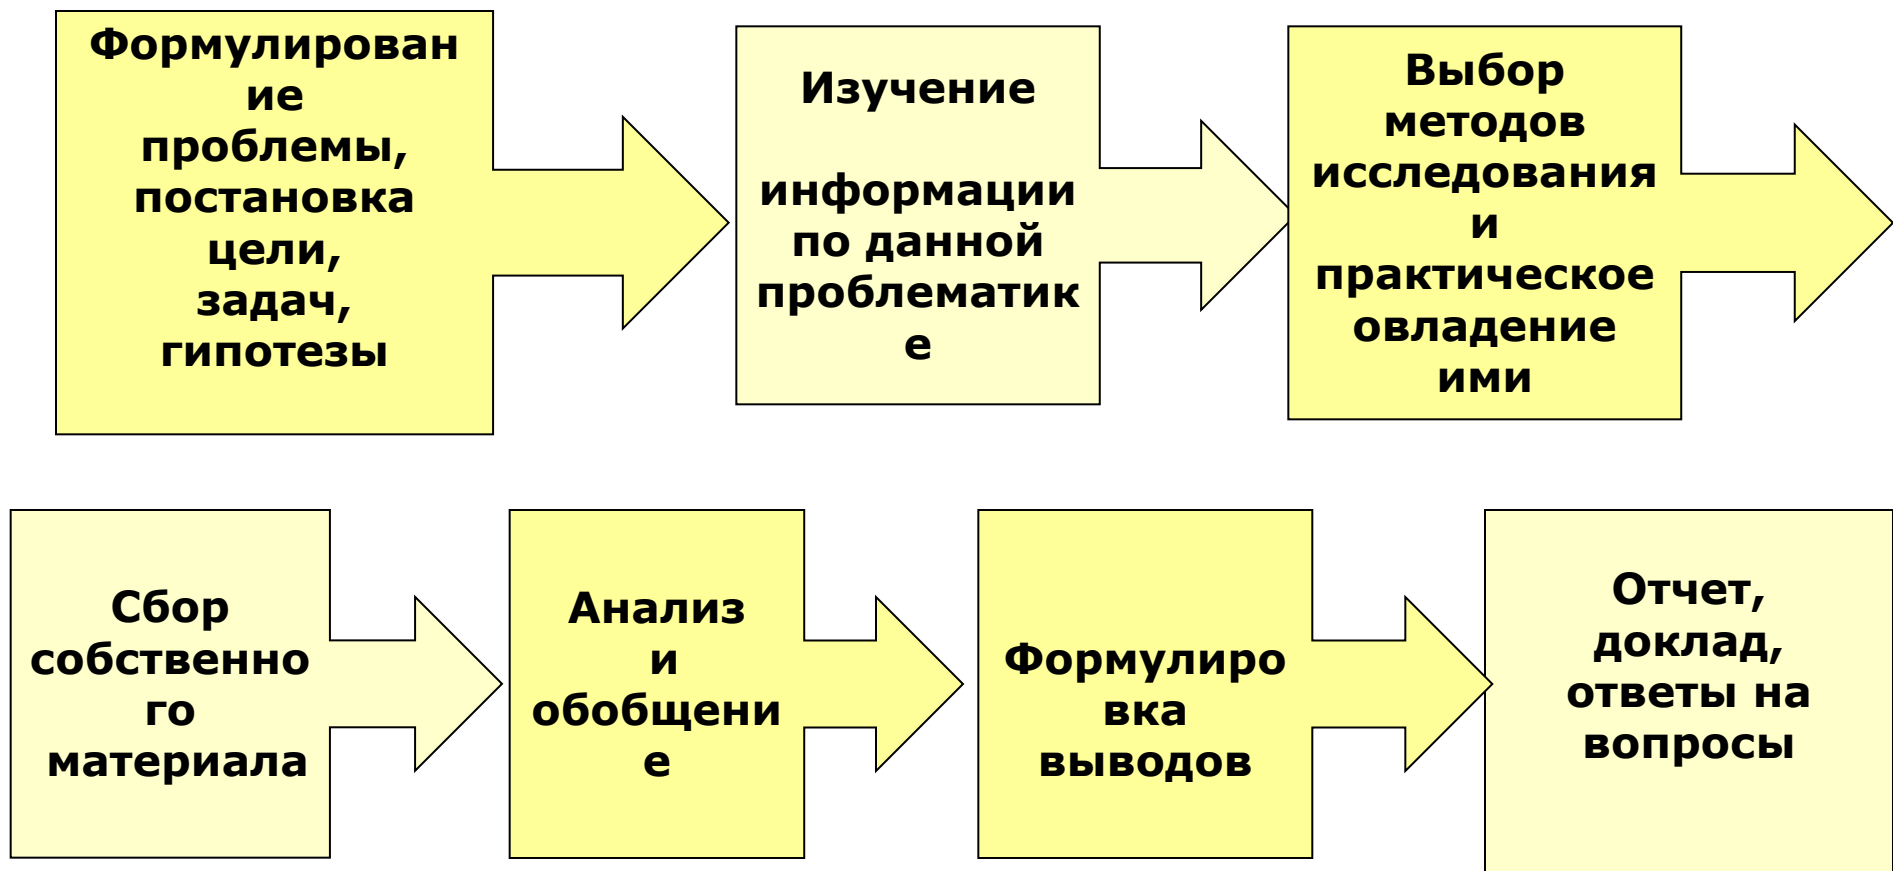 Формулирован
ие
проблемы,
постановка
цели,
задач,
гипотезы
Изучение
информации
по данной
проблематик
е
Выбор
методов
исследования
и
практическое
овладение
ими
Сбор
собственно
го
материала
Анализ
и
обобщени
е
Формулиро
вка
выводов
Отчет,
доклад,
ответы на
вопросы